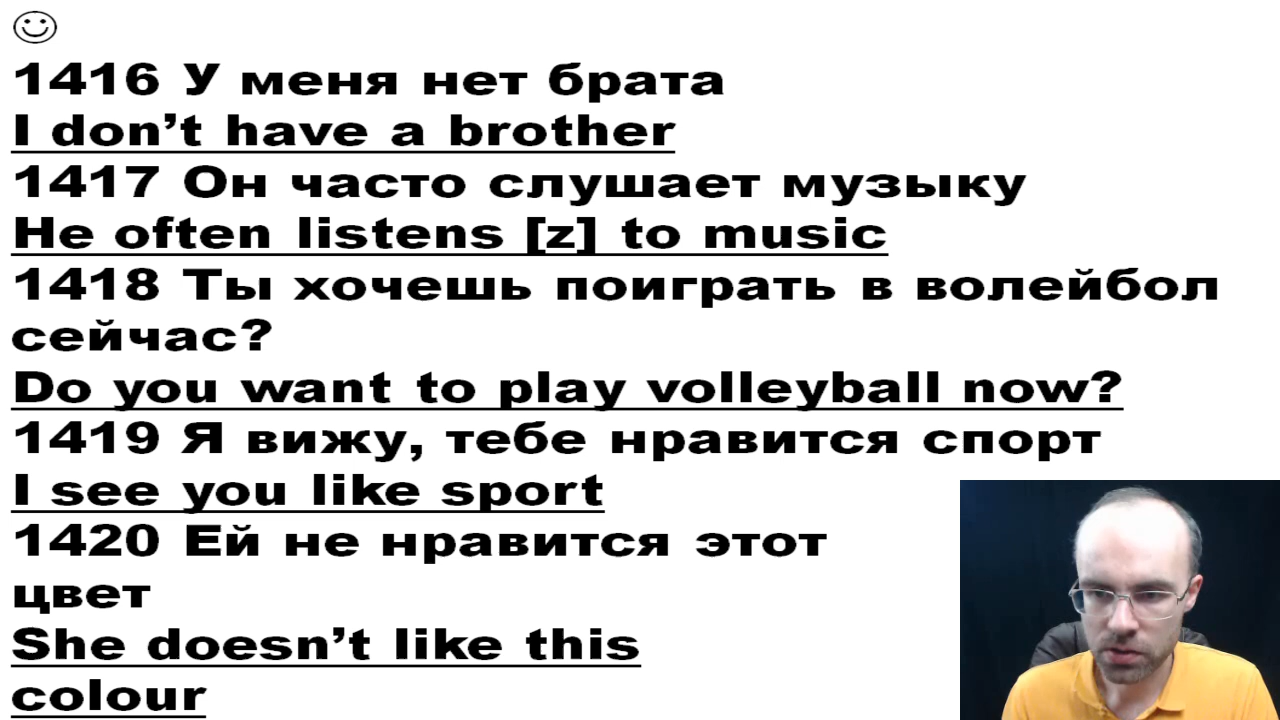 1416 У меня нет брата
I don’t have a brother
1417 Он часто слушает музыку
He often listens [z] to music
1418 Ты хочешь поиграть в волейбол
сейчас?
Do you want to play volleyball now?
1419 Я вижу, тебе нравится спорт
I see you like sport
1420 Ей не нравится этот
цвет
She doesn’t like this
colour